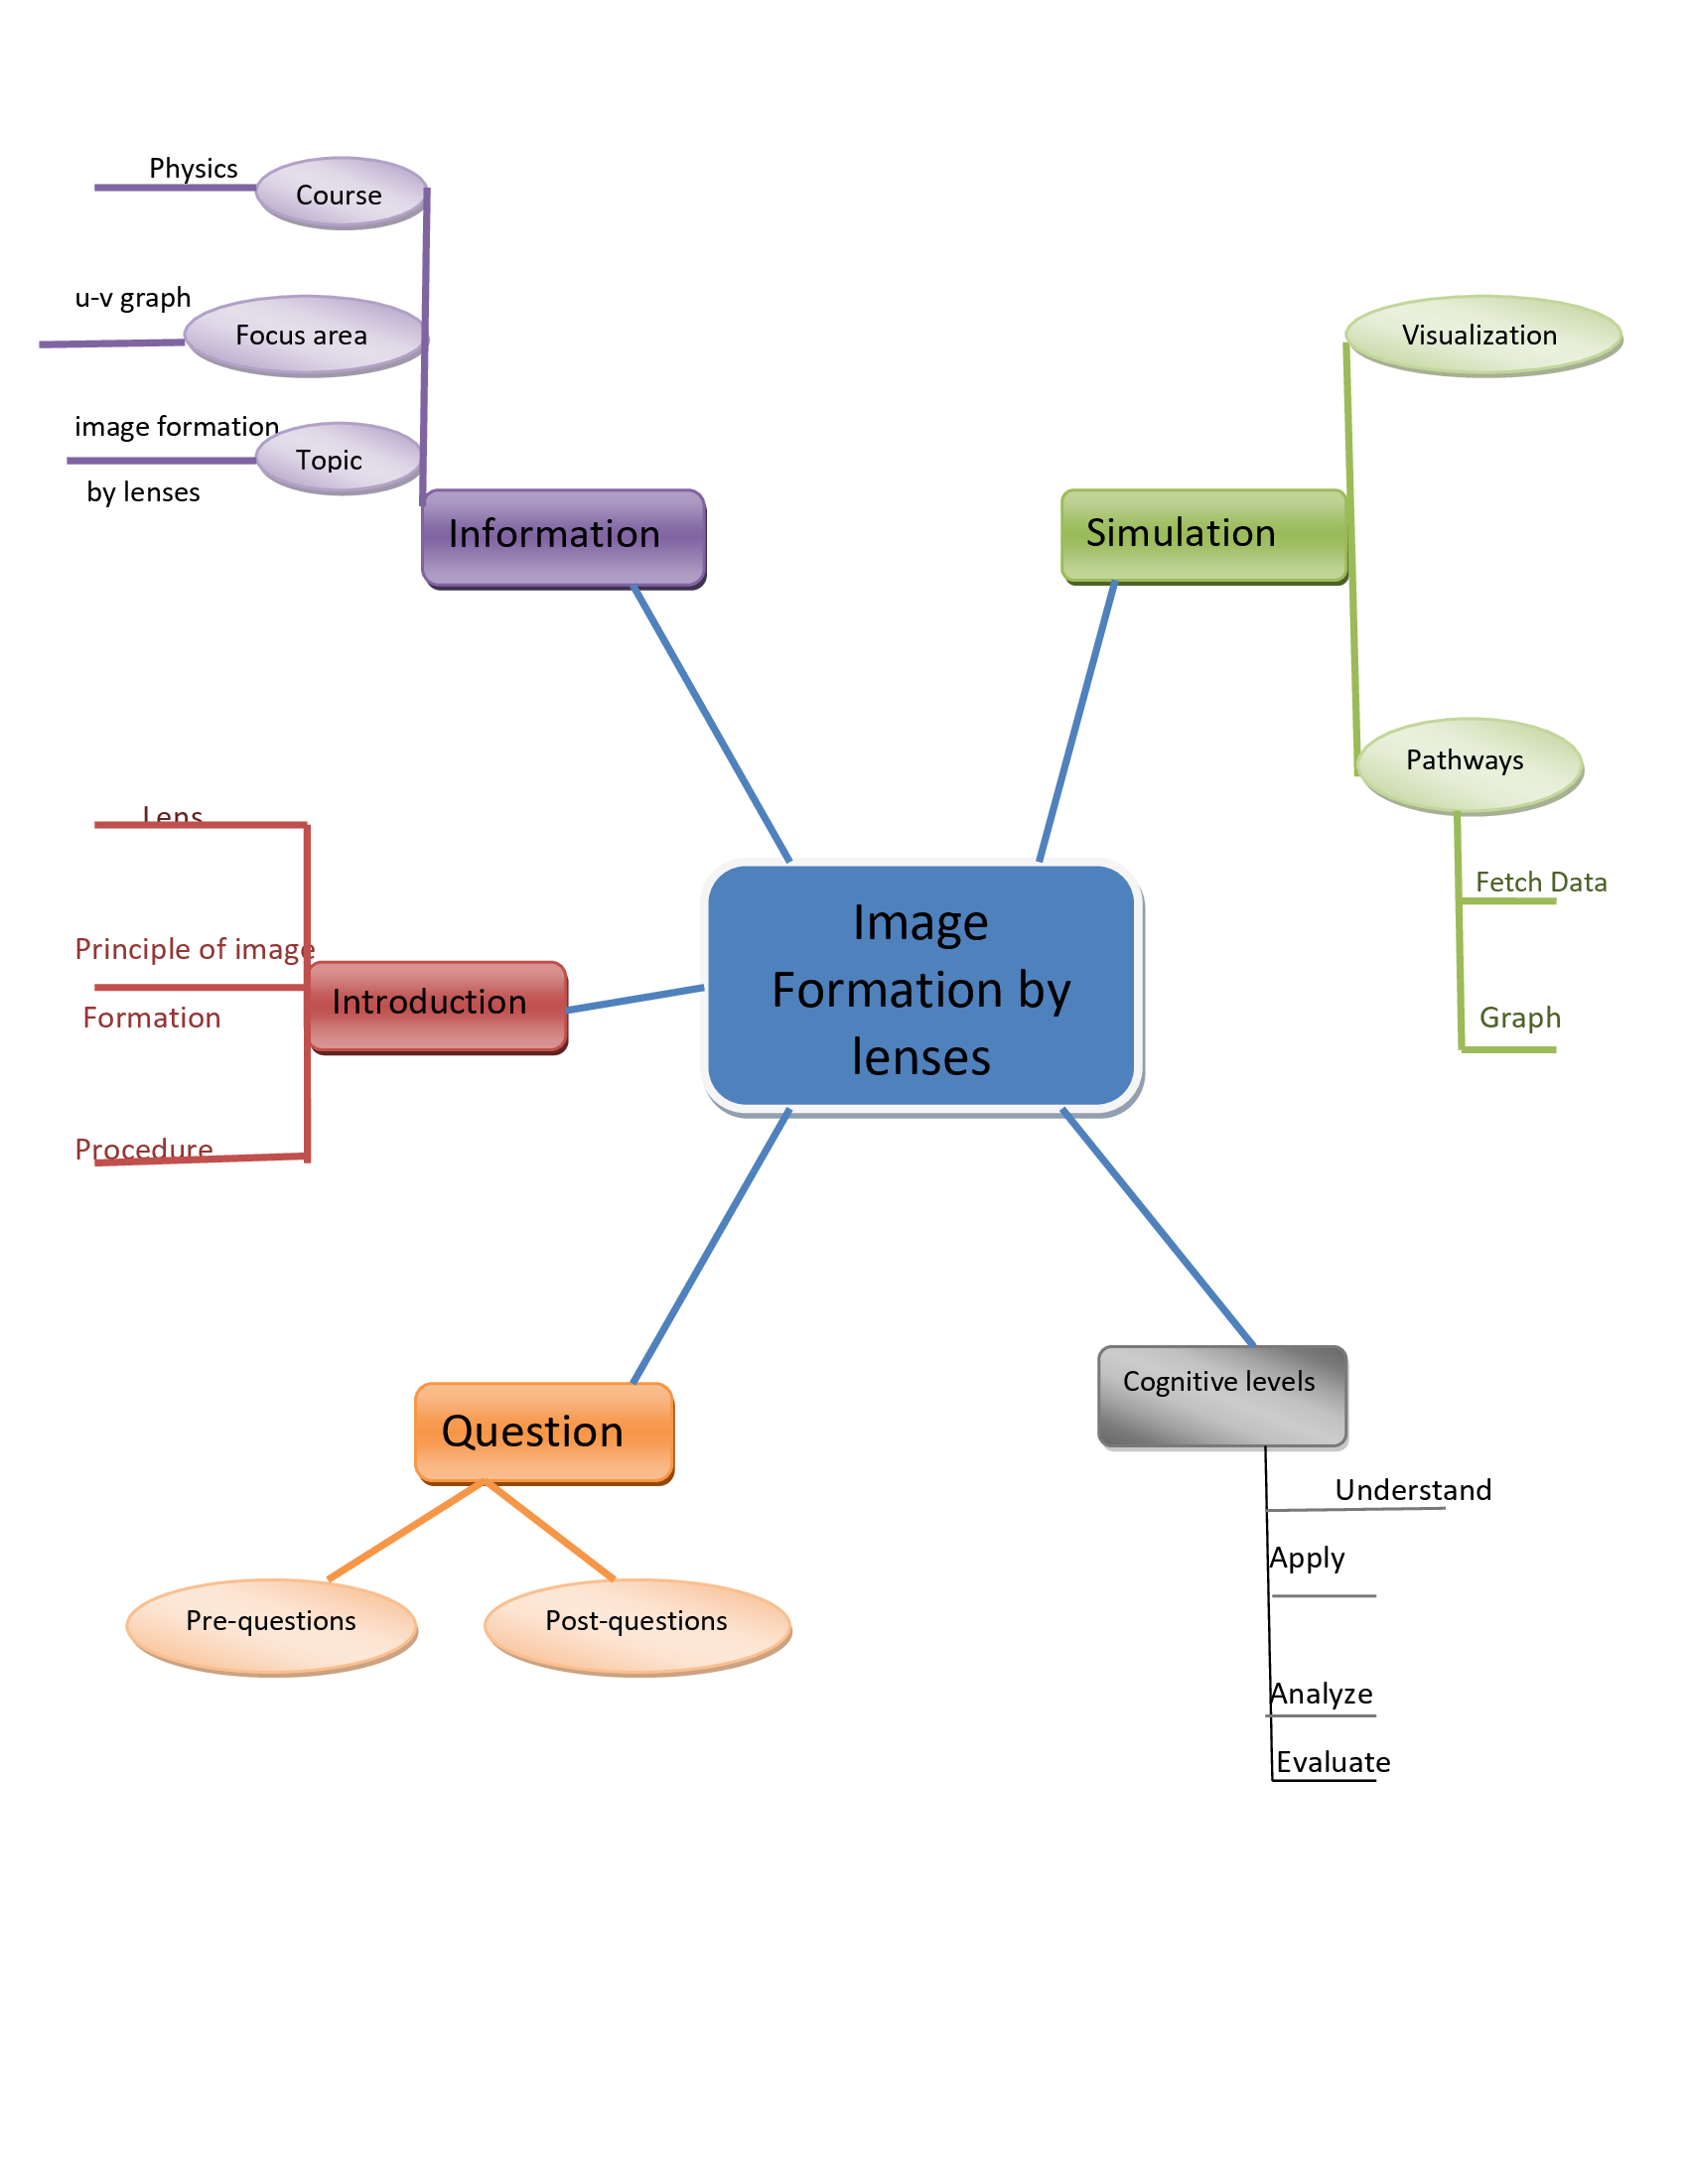 Physics
Course
u-v graph
Focus area
image formation
Topic
by lenses
Information
Visualization
Simulation
Pathways
Fetch Data
Graph
Lens
Principle of image
Formation
Introduction
Procedure
Image
Formation by
lenses
Question
Pre-questions
Post-questions
Cognitive levels
Understand
Apply
Analyze
Evaluate